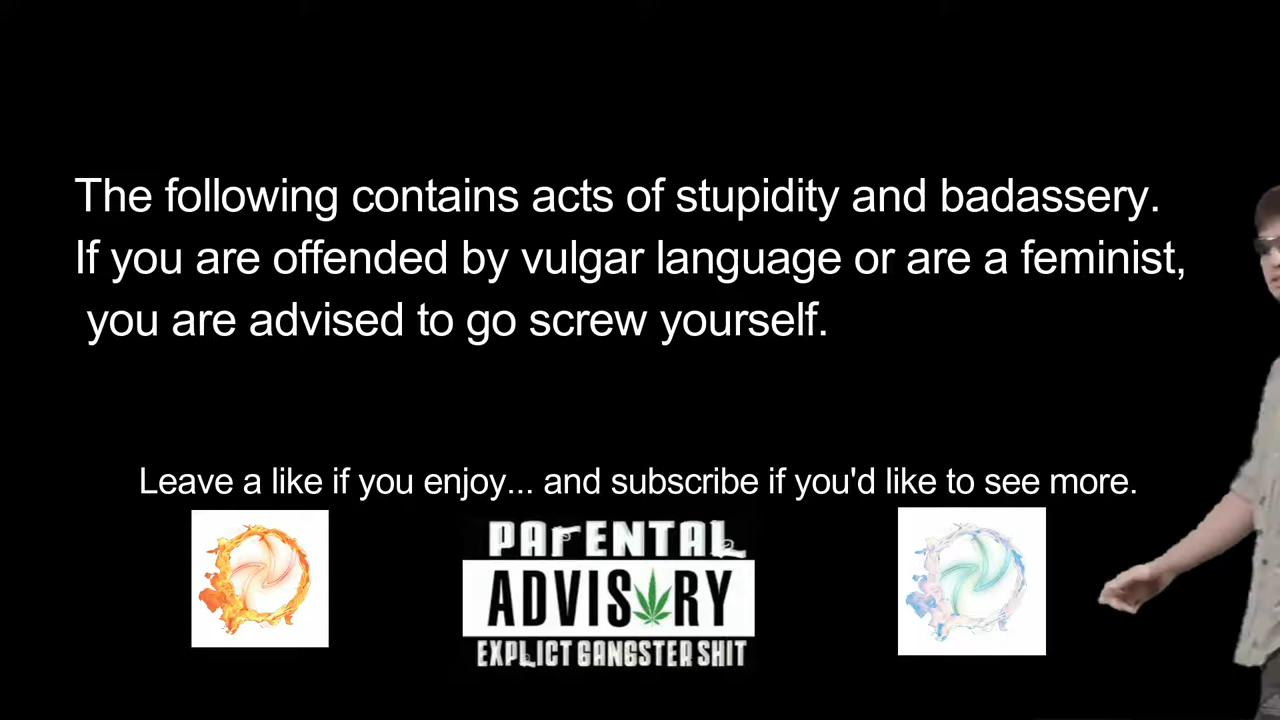 The following contains acts of stupidity and badassery.
If you are offended by vulgar language or are a feminist,
you are advised to go screw yourself.
Leave a like if you enjoy... and subscribe if you'd like to see more.
PArENTAL
ADVISORY
EXPLICT GANGSTER SHIT